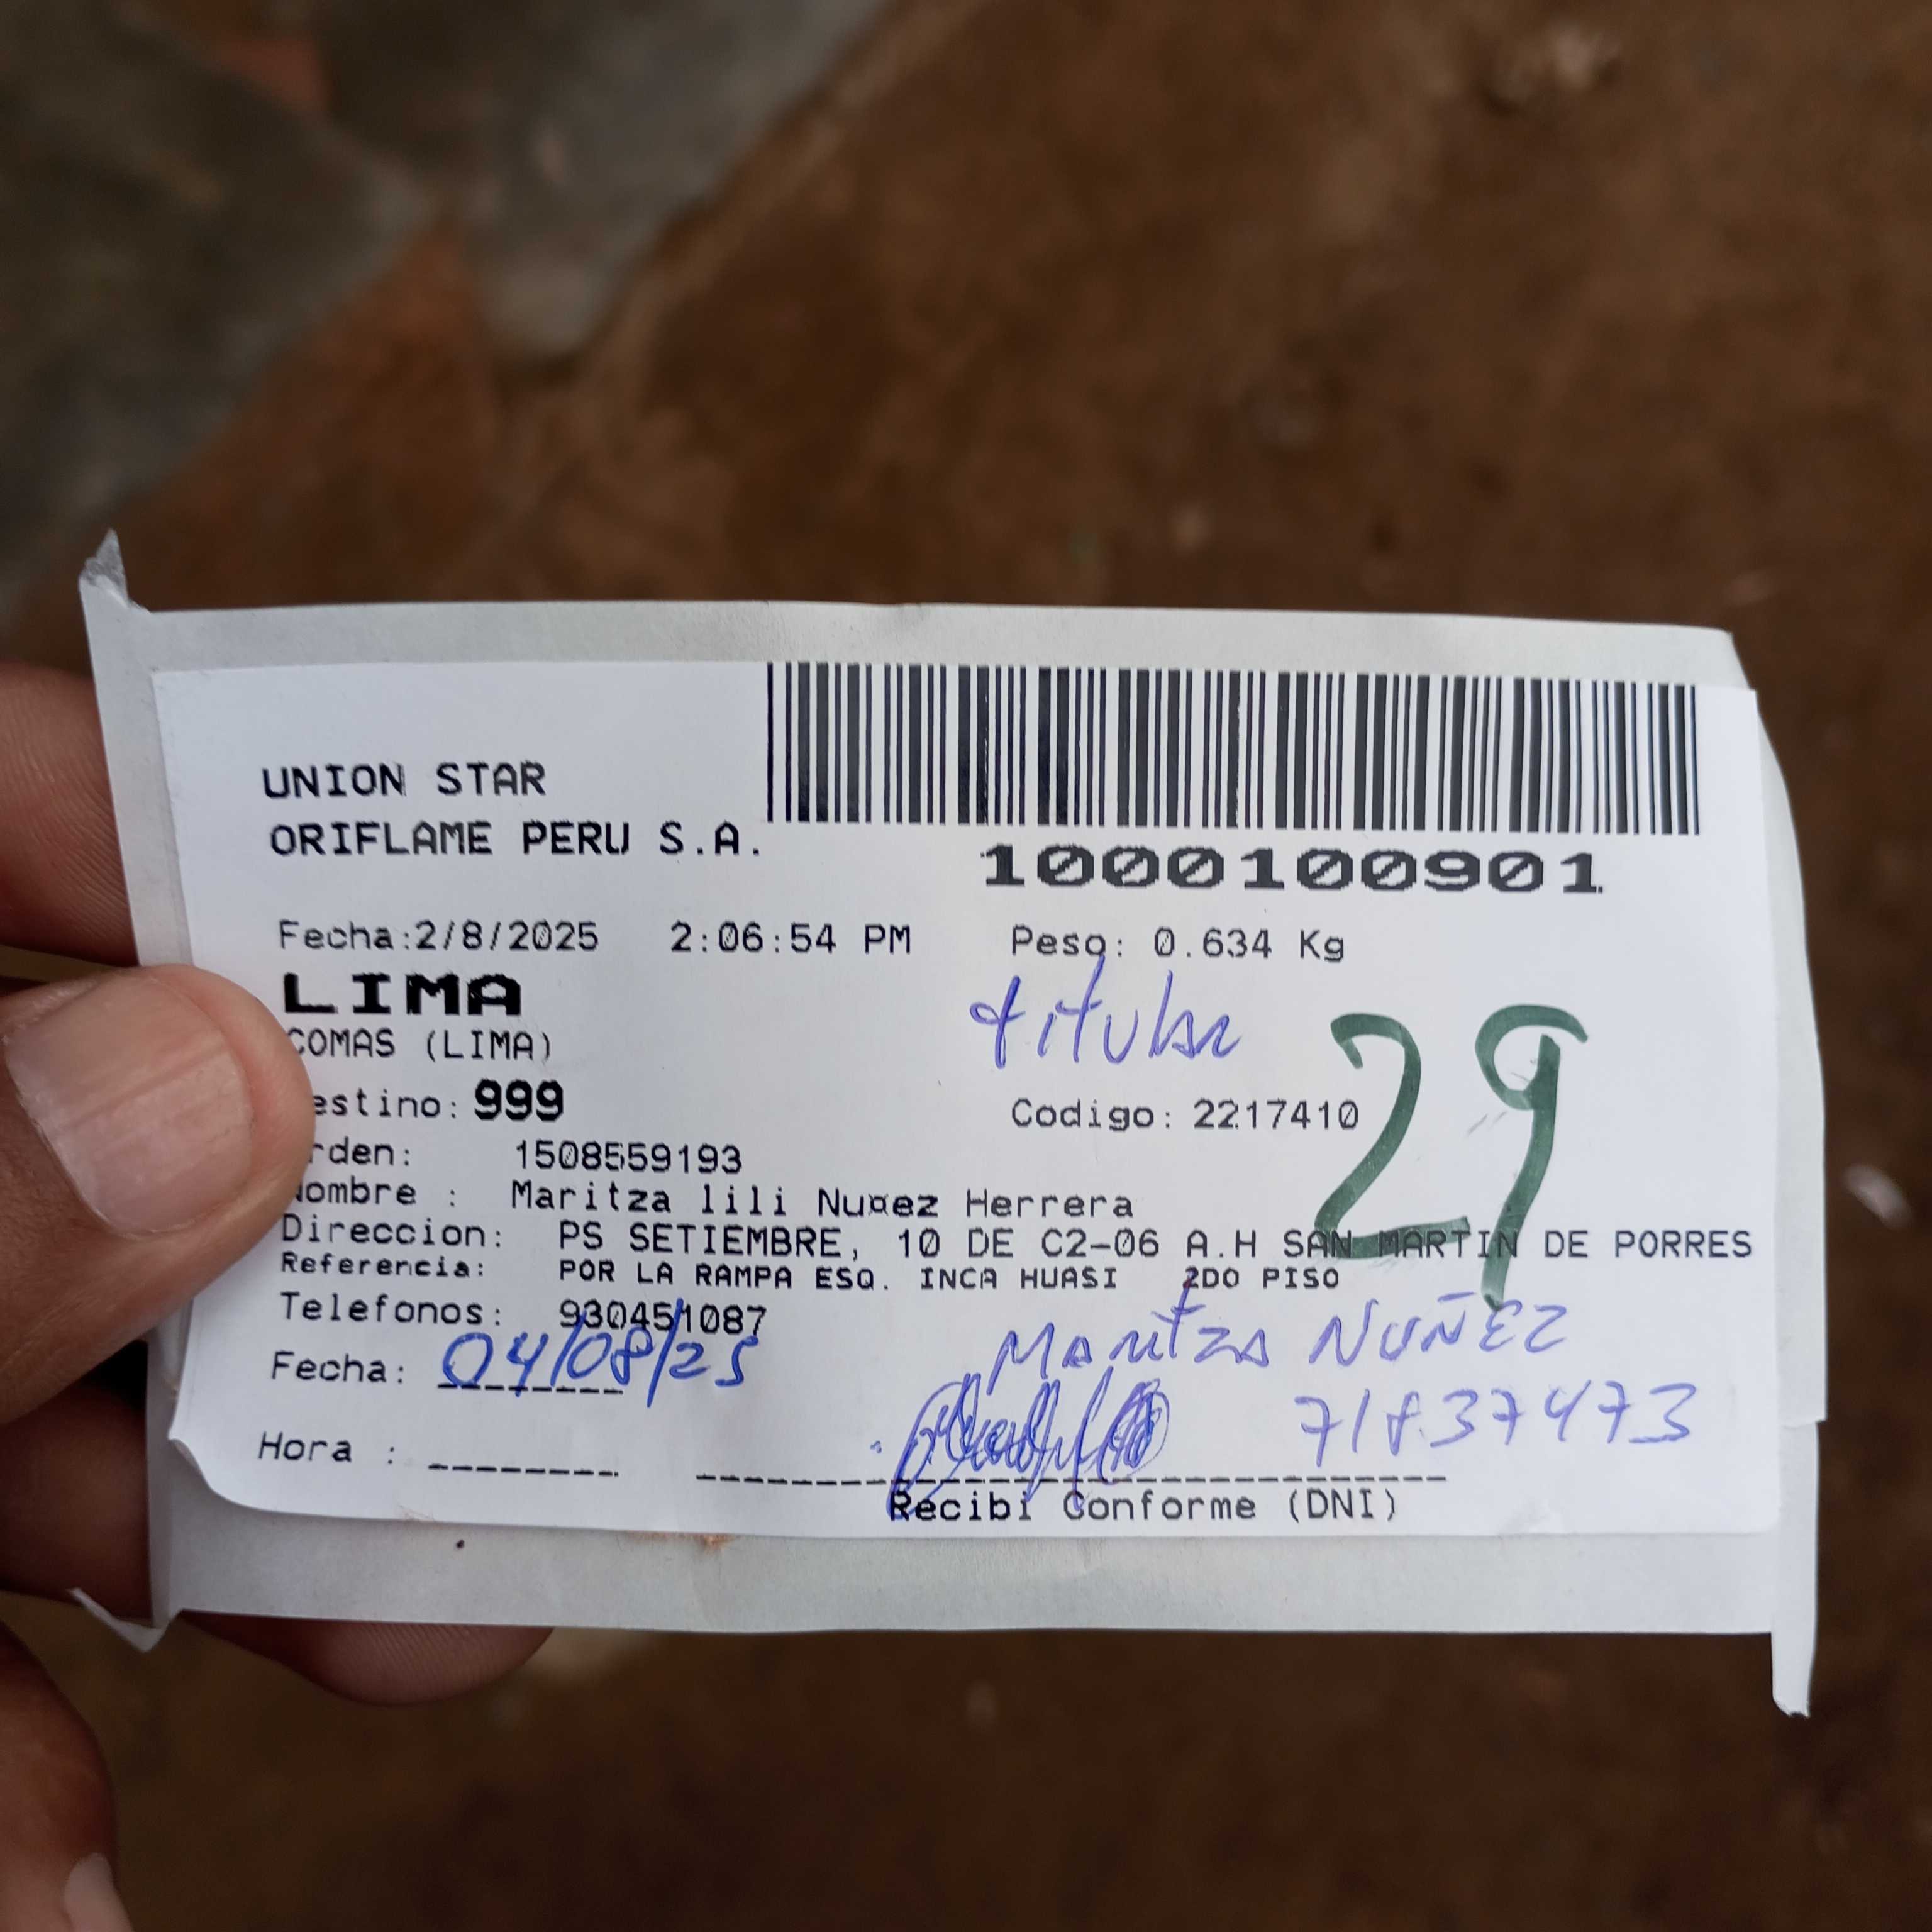 UNION STAR
ORIFLAME PERU S.A.
1000100901
Fecha:2/8/2025 2:06:54 PM Peso: 0.634 Kg
LIMA
titular
COMAS (LIMA)
29
estino: 999 Codigo: 2217410
rden: 1508559193
Nombre : Maritza lili Nu¤ez Herrera
Direccion: PS SETIEMBRE, 10 DE C2-06 A.H SAN MARTIN DE PORRES
Referencia: POR LA RAMPA ESQ. INCA HUASI 2DO PISO
Telefonos: 930451087
Fecha: 04/08/25 MARITZA NUÑEZ
71837473
Hora :
Recibi Conforme (DNI)